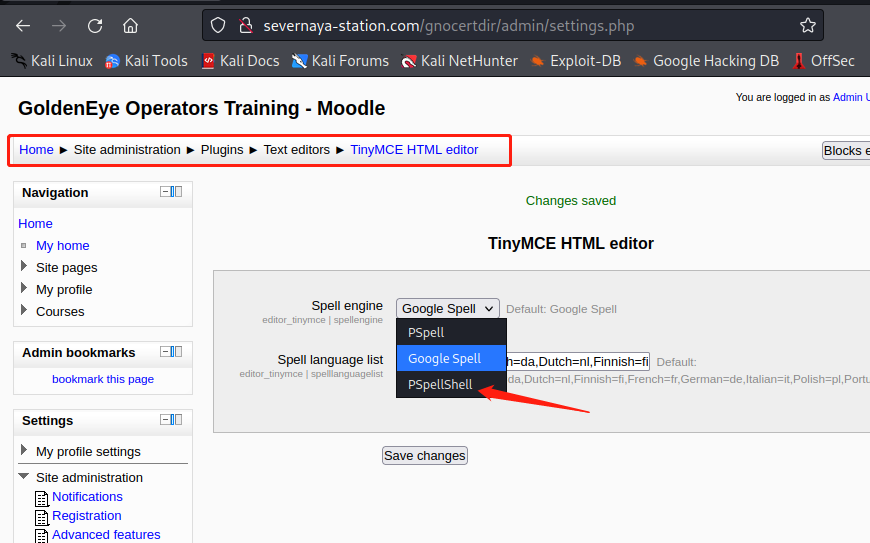 severnaya-station.com/gnocertdir/admin/settings.php
Kali Linux Kali Tools Kali Docs Kali Forums Kali NetHunter Exploit-DB Google Hacking DB OffSec
GoldenEye Operators Training - Moodle
You are logged in as Admin U
Home ► Site administration ► Plugins ► Text editors ► TinyMCE HTML editor
Blocks e
Navigation
Home
My home
Site pages
My profile
Courses
Admin bookmarks
bookmark this page
Settings
My profile settings
Site administration
Notifications
Registration
Advanced features
Changes saved
TinyMCE HTML editor
Spell engine
editor_tinymce | spellengine
Google Spell
Default: Google Spell
PSpell
Google Spell
PSpellShell
Spell language list
editor_tinymce | spelllanguagelist
h=da,Dutch=nl,Finnish=fi
Default:
da,Dutch=nl,Finnish=fi,French=fr,German=de,Italian=it,Polish=pl,Portu
Save changes